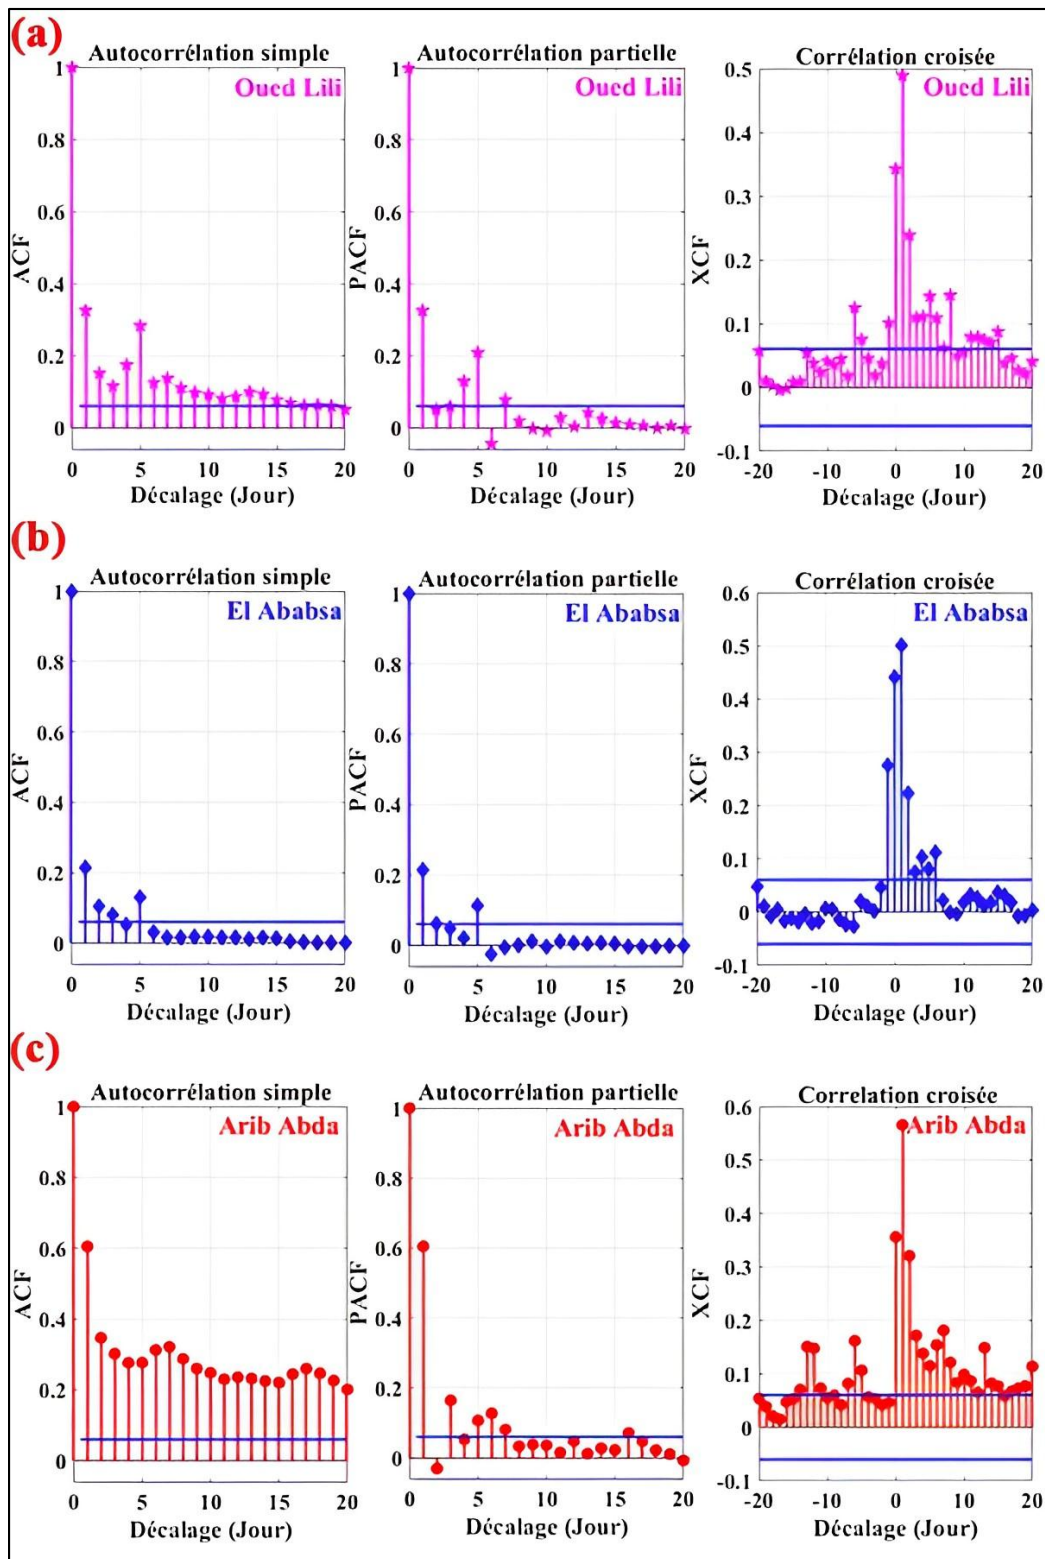 (a)
Autocorrélation simple
Oued Lili
1
0.8
0.6
0.4
0.2
0
ACF
0 5 10 15 20
Décalage (Jour)
Autocorrélation partielle
Oued Lili
1
0.8
0.6
0.4
0.2
0
PACF
0 5 10 15 20
Décalage (Jour)
Corrélation croisée
Oued Lili
0.5
0.4
0.3
0.2
0.1
0
-0.1
XCF
-20 -10 0 10 20
Décalage (Jour)
(b)
Autocorrélation simple
El Ababsa
1
0.8
0.6
0.4
0.2
0
ACF
0 5 10 15 20
Décalage (Jour)
Autocorrélation partielle
El Ababsa
1
0.8
0.6
0.4
0.2
0
PACF
0 5 10 15 20
Décalage (Jour)
Corrélation croisée
El Ababsa
0.6
0.5
0.4
0.3
0.2
0.1
0
-0.1
XCF
-20 -10 0 10 20
Décalage (Jour)
(c)
Autocorrélation simple
Arib Abda
1
0.8
0.6
0.4
0.2
0
ACF
0 5 10 15 20
Décalage (Jour)
Autocorrélation partielle
Arib Abda
1
0.8
0.6
0.4
0.2
0
PACF
0 5 10 15 20
Décalage (Jour)
Correlation croisée
Arib Abda
0.6
0.5
0.4
0.3
0.2
0.1
0
-0.1
XCF
-20 -10 0 10 20
Décalage (Jour)